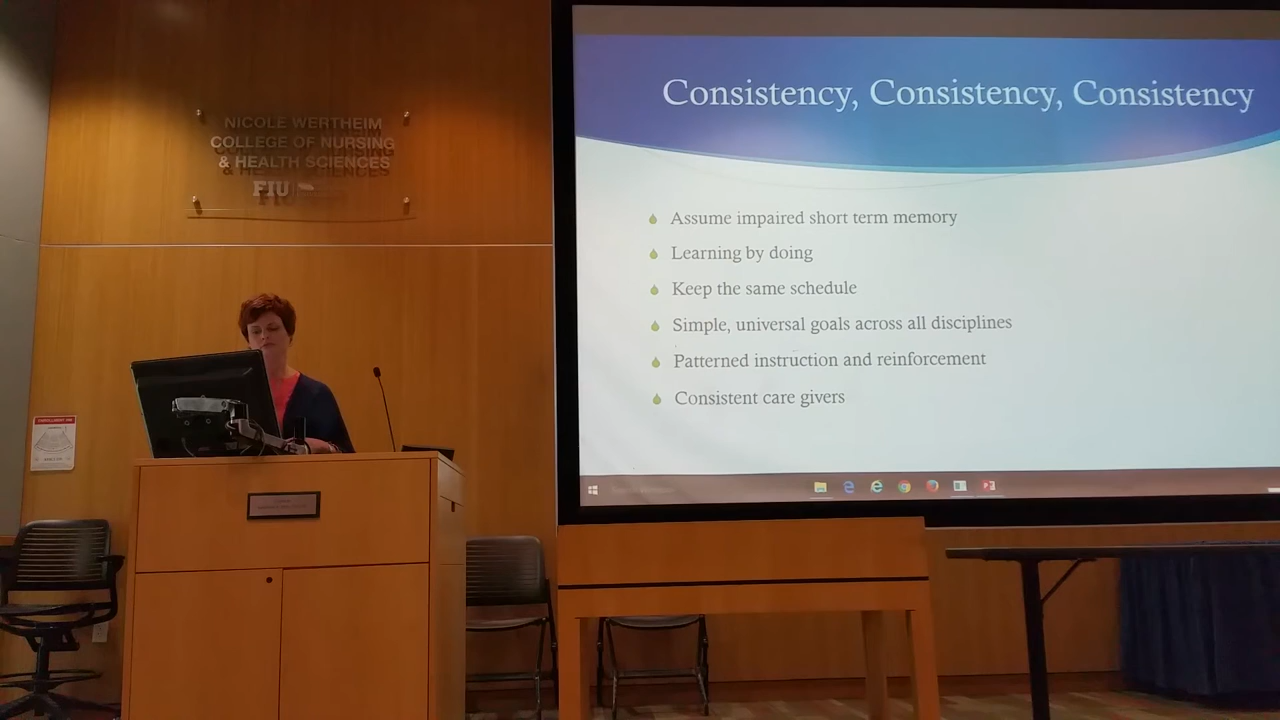 NICOLE WERTHEIM
COLLEGE OF NURSING
& HEALTH SCIENCES
FIU
Consistency, Consistency, Consistency
Assume impaired short term memory
Learning by doing
Keep the same schedule
Simple, universal goals across all disciplines
Patterned instruction and reinforcement
Consistent care givers